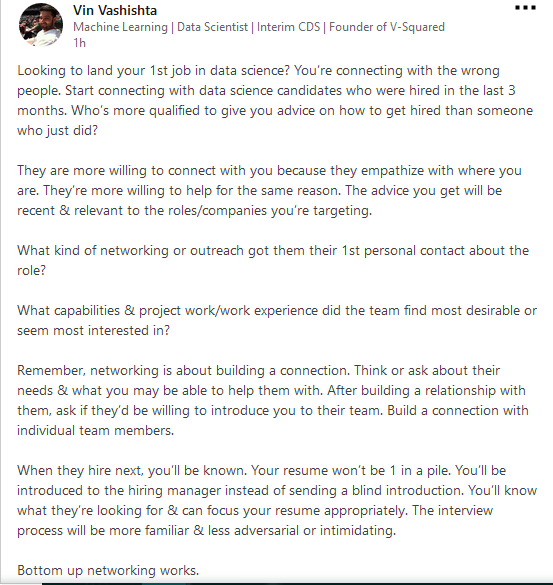 Vin Vashishta
Machine Learning | Data Scientist | Interim CDS | Founder of V-Squared
1h
Looking to land your 1st job in data science? You're connecting with the wrong
people. Start connecting with data science candidates who were hired in the last 3
months. Who's more qualified to give you advice on how to get hired than someone
who just did?
They are more willing to connect with you because they empathize with where you
are. They're more willing to help for the same reason. The advice you get will be
recent & relevant to the roles/companies you're targeting.
What kind of networking or outreach got them their 1st personal contact about the
role?
What capabilities & project work/work experience did the team find most desirable or
seem most interested in?
Remember, networking is about building a connection. Think or ask about their
needs & what you may be able to help them with. After building a relationship with
them, ask if they'd be willing to introduce you to their team. Build a connection with
individual team members.
When they hire next, you'll be known. Your resume won't be 1 in a pile. You'll be
introduced to the hiring manager instead of sending a blind introduction. You'll know
what they're looking for & can focus your resume appropriately. The interview
process will be more familiar & less adversarial or intimidating.
Bottom up networking works.